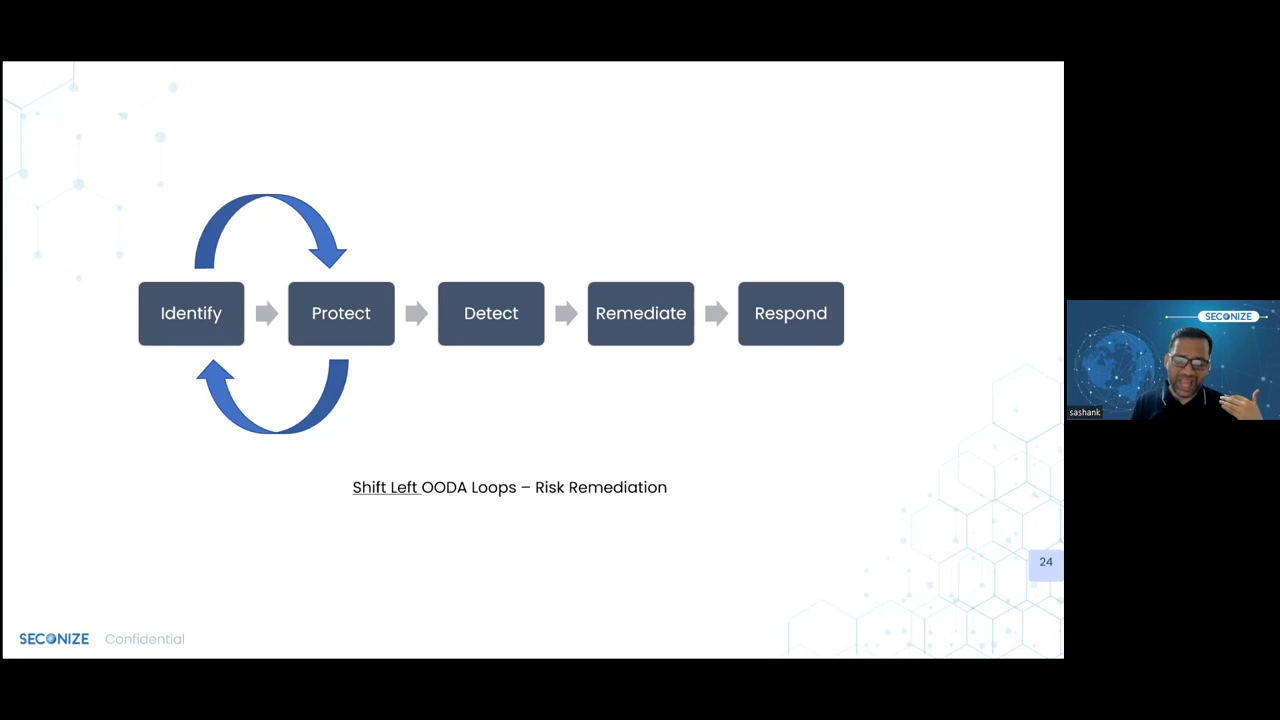 Identify
Protect
Detect
Remediate
Respond
Shift Left OODA Loops – Risk Remediation
24
SECONIZE
Confidential
SECONIZE
sashank